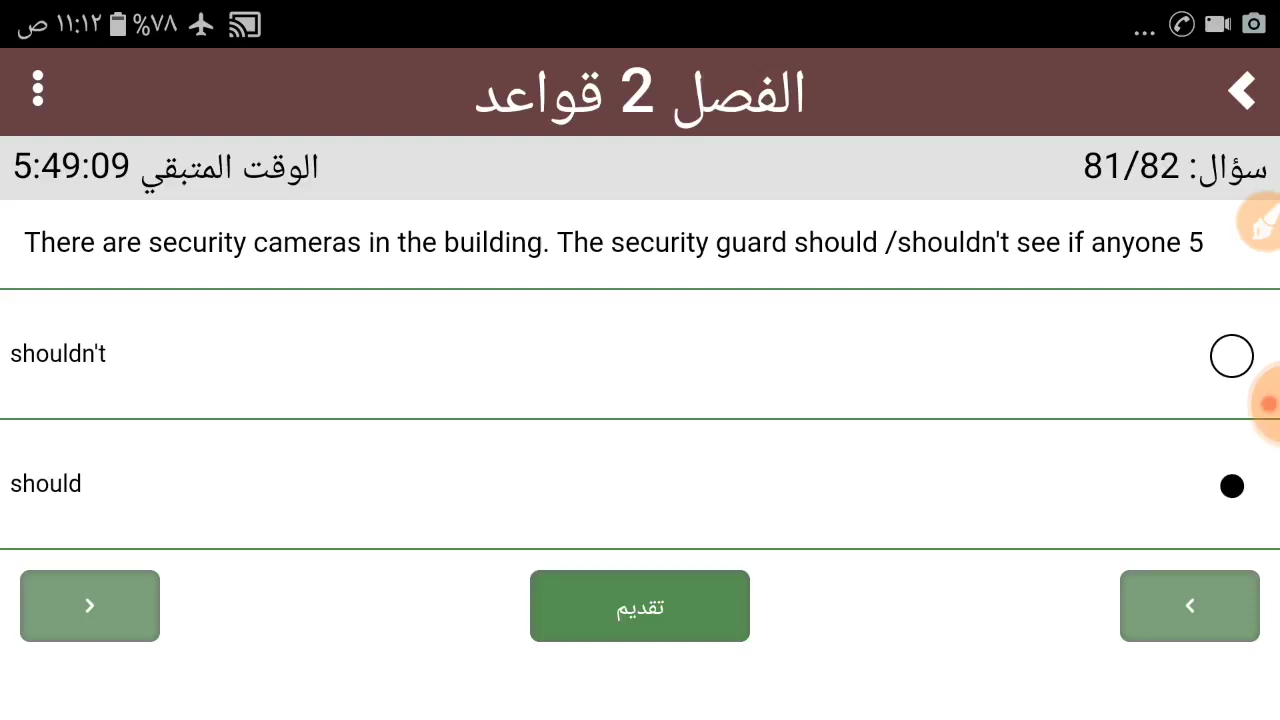 ص ١١:١٢ %٧٨
...
الفصل 2 قواعد
سؤال: 81/82
الوقت المتبقي 5:49:09
There are security cameras in the building. The security guard should /shouldn't see if anyone 5
shouldn't
should
تقديم